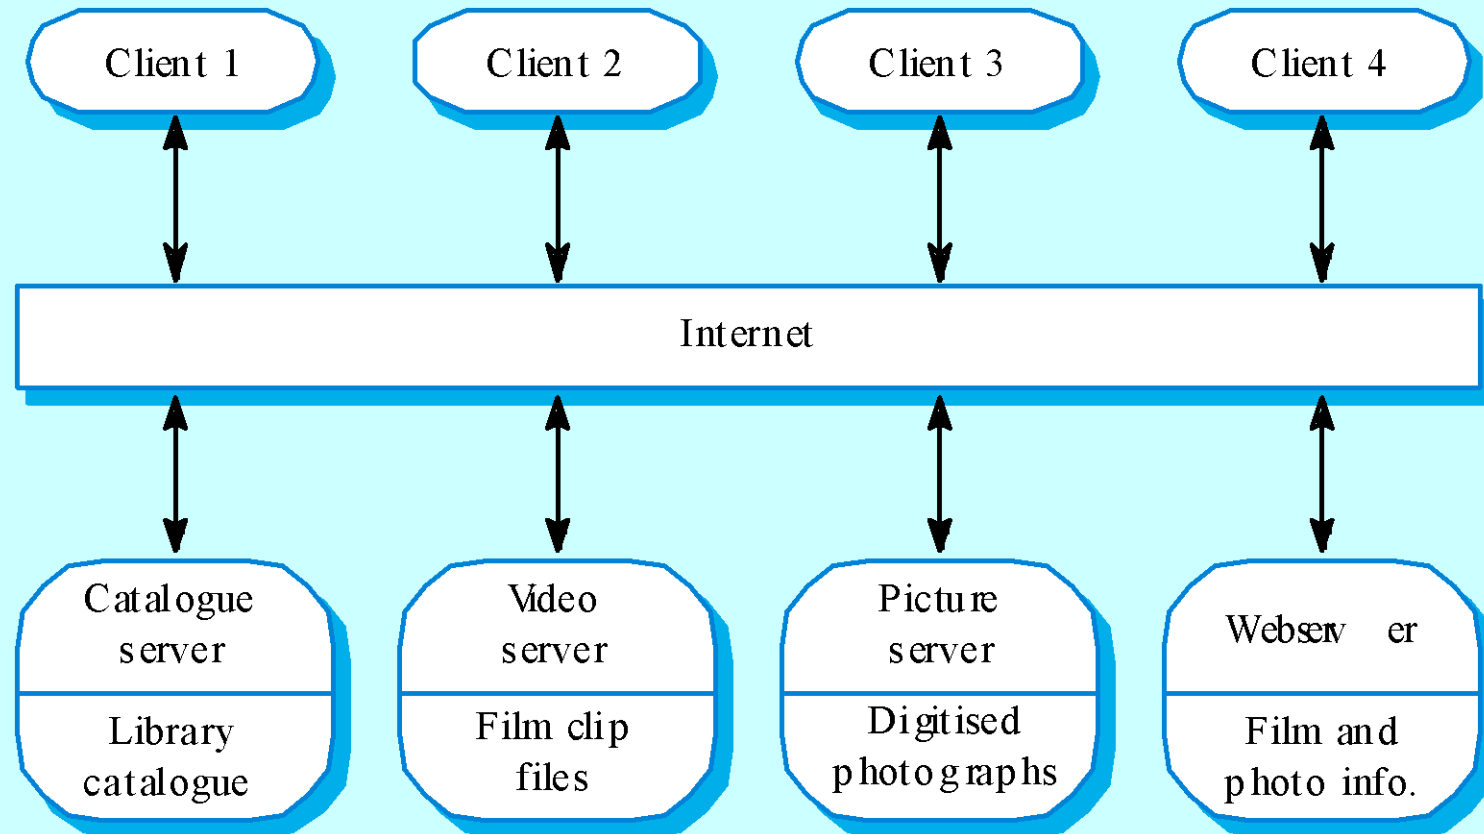 Client 1
Client 2
Client 3
Client 4
Internet
Catalogue
server
Library
catalogue
Video
server
Film clip
files
Picture
server
Digitised
photographs
Webserver
Film and
photo info.